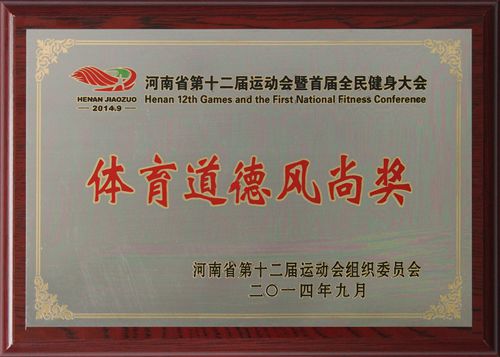 河南省第十二届运动会暨首届全民健身大会
Henan 12th Games and the First National Fitness Conference
HENAN JIAOZUO
2014.9
体育道德风尚奖
河南省第十二届运动会组织委员会
二〇一四年九月